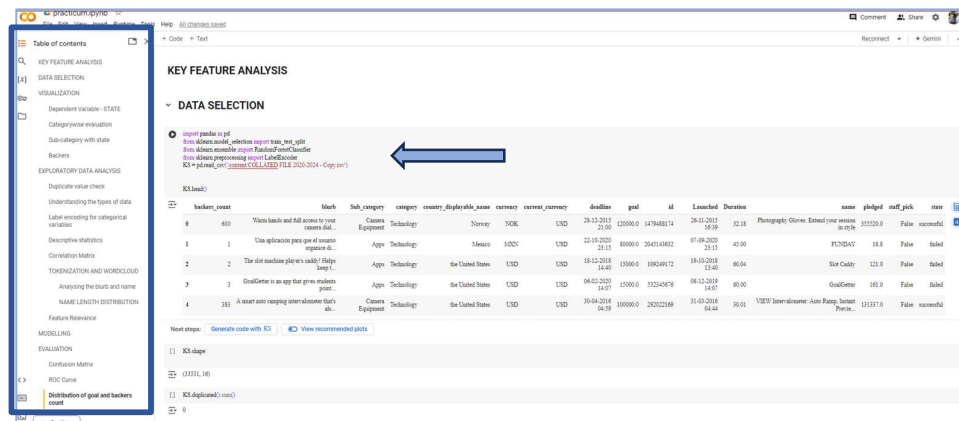 practicum.ipynb
File Edit View Insert Runtime Tools Help All changes saved
Comment Share
Table of contents
+ Code + Text
Reconnect
Gemini
KEY FEATURE ANALYSIS
DATA SELECTION
VISUALIZATION
Dependent Variable - STATE
Categorywise evaluation
Sub-category with state
Backers
EXPLORATORY DATA ANALYSIS
Duplicate value check
Understanding the types of data
Label encoding for categorical
variables
Descriptive statistics
Correlation Matrix
TOKENIZATION AND WORDCLOUD
Analysing the blurb and name
NAME LENGTH DISTRIBUTION
Feature Relevance
MODELLING
EVALUATION
Confusion Matrix
ROC Curve
Distribution of goal and backers
count
KEY FEATURE ANALYSIS
DATA SELECTION
import pandas as pd
from sklearn.model_selection import train_test_split
from sklearn.ensemble import RandomForestClassifier
from sklearn.preprocessing import LabelEncoder
KS = pd.read_csv('/content/COLLATED FILE 2020-2024 - Copy.csv')
KS.head()
backers_count blurb Sub_category category country_displayable_name currency current_currency deadline goal id Launched Duration name pledged staff_pick state
0 610 Warm hands and full access to your camera dial... Camera Equipment Technology Norway NOK USD 28-12-2015 21:00 120000.0 1479488174 26-11-2015 16:39 32.18 Photography Gloves: Extend your session in style 355520.0 False successful
1 1 Una aplicación para que el usuario organice di... Apps Technology Mexico MXN USD 22-10-2020 23:15 80000.0 2045143632 07-09-2020 23:15 45.00 FUNDAY 18.8 False failed
2 2 The slot machine player's caddy! Helps keep t... Apps Technology the United States USD USD 18-12-2018 14:40 15000.0 109249172 19-10-2018 13:40 60.04 Slot Caddy 121.0 False failed
3 3 GoalGetter is an app that gives students point... Apps Technology the United States USD USD 06-02-2020 14:07 15000.0 532345676 08-12-2019 14:07 60.00 GoalGetter 161.0 False failed
4 383 A smart auto ramping intervalometer that's als... Camera Equipment Technology the United States USD USD 30-04-2016 04:59 100000.0 292022169 31-03-2016 04:44 30.01 VIEW Intervalometer: Auto Ramp, Instant Previe... 131337.0 False successful
Next steps: Generate code with KS View recommended plots
[ ] KS.shape
(33531, 16)
[ ] KS.duplicated().sum()
0